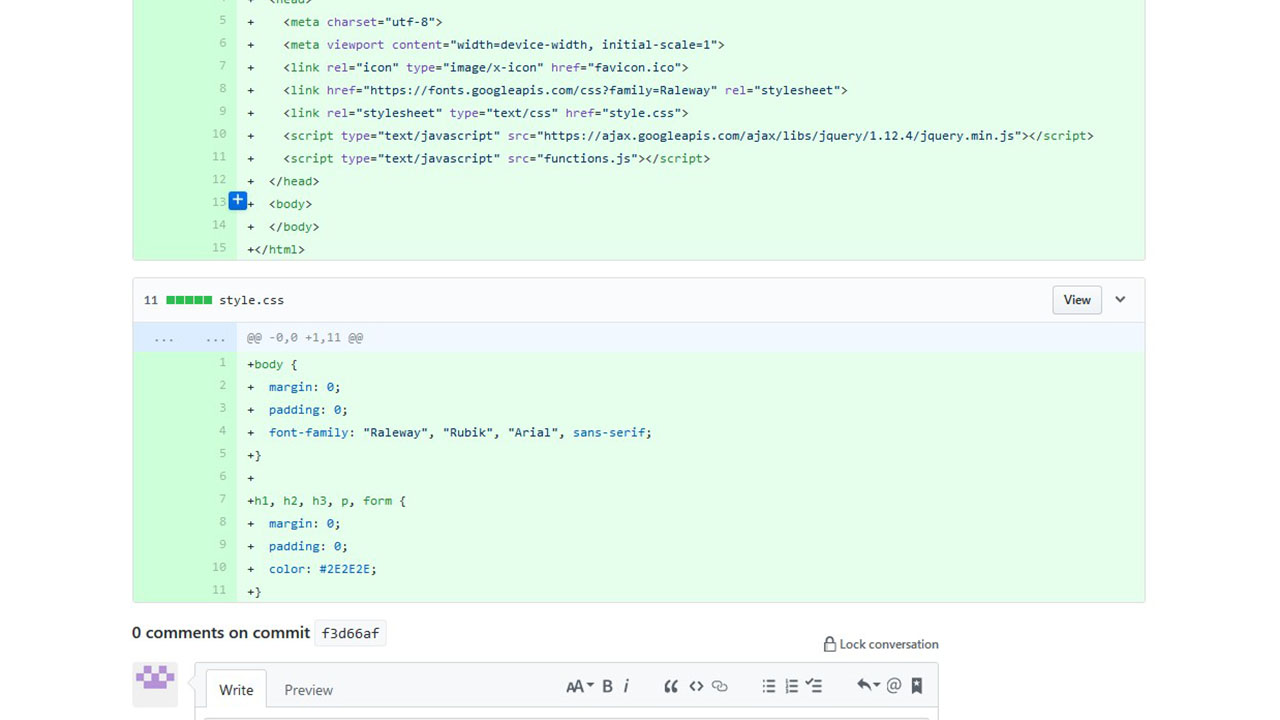 4 + <head>
5 + <meta charset="utf-8">
6 + <meta viewport content="width=device-width, initial-scale=1">
7 + <link rel="icon" type="image/x-icon" href="favicon.ico">
8 + <link href="https://fonts.googleapis.com/css?family=Raleway" rel="stylesheet">
9 + <link rel="stylesheet" type="text/css" href="style.css">
10 + <script type="text/javascript" src="https://ajax.googleapis.com/ajax/libs/jquery/1.12.4/jquery.min.js"></script>
11 + <script type="text/javascript" src="functions.js"></script>
12 + </head>
13 + <body>
14 + </body>
15 +</html>
11 style.css View
... ... @@ -0,0 +1,11 @@
1 +body {
2 + margin: 0;
3 + padding: 0;
4 + font-family: "Raleway", "Rubik", "Arial", sans-serif;
5 +}
6 +
7 +h1, h2, h3, p, form {
8 + margin: 0;
9 + padding: 0;
10 + color: #2E2E2E;
11 +}
0 comments on commit f3d66af
Lock conversation
Write Preview AA B i “ <> @